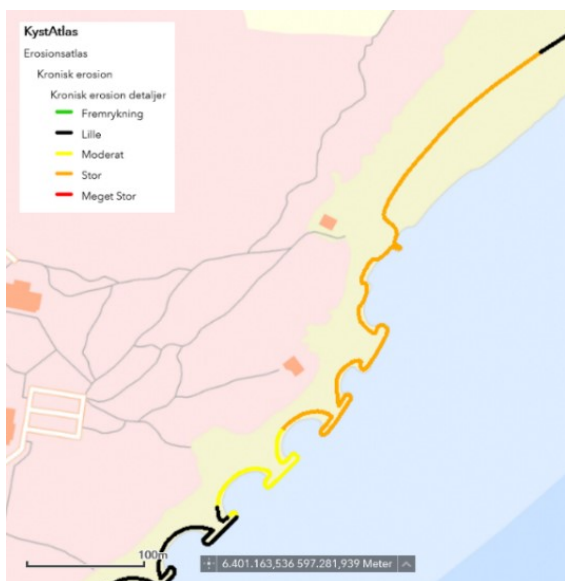 KystAtlas
Erosionsatlas
Kronisk erosion
Kronisk erosion detaljer
Fremrykning
Lille
Moderat
Stor
Meget Stor
100m
6.401.163,536 597.281,939 Meter